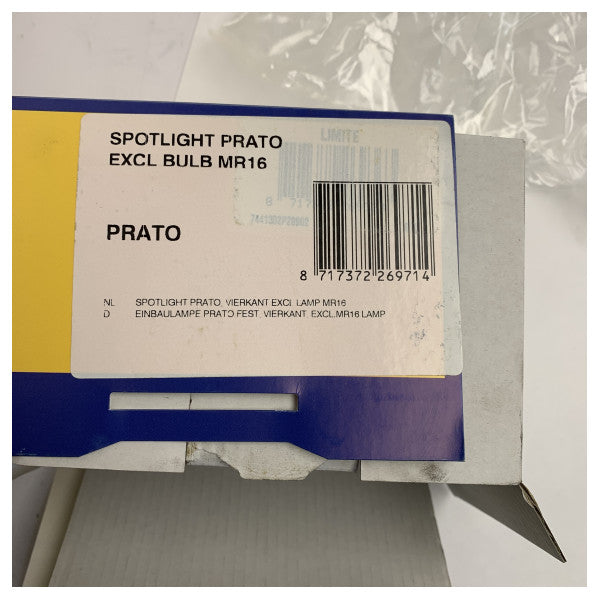 SPOTLIGHT PRATO
EXCL BULB MR16
LIMITE
PRATO
8 717372 269714
NL SPOTLIGHT PRATO, VIERKANT EXCL LAMP MR16
D EINBAULAMPE PRATO FEST, VIERKANT, EXCL.MR16 LAMP